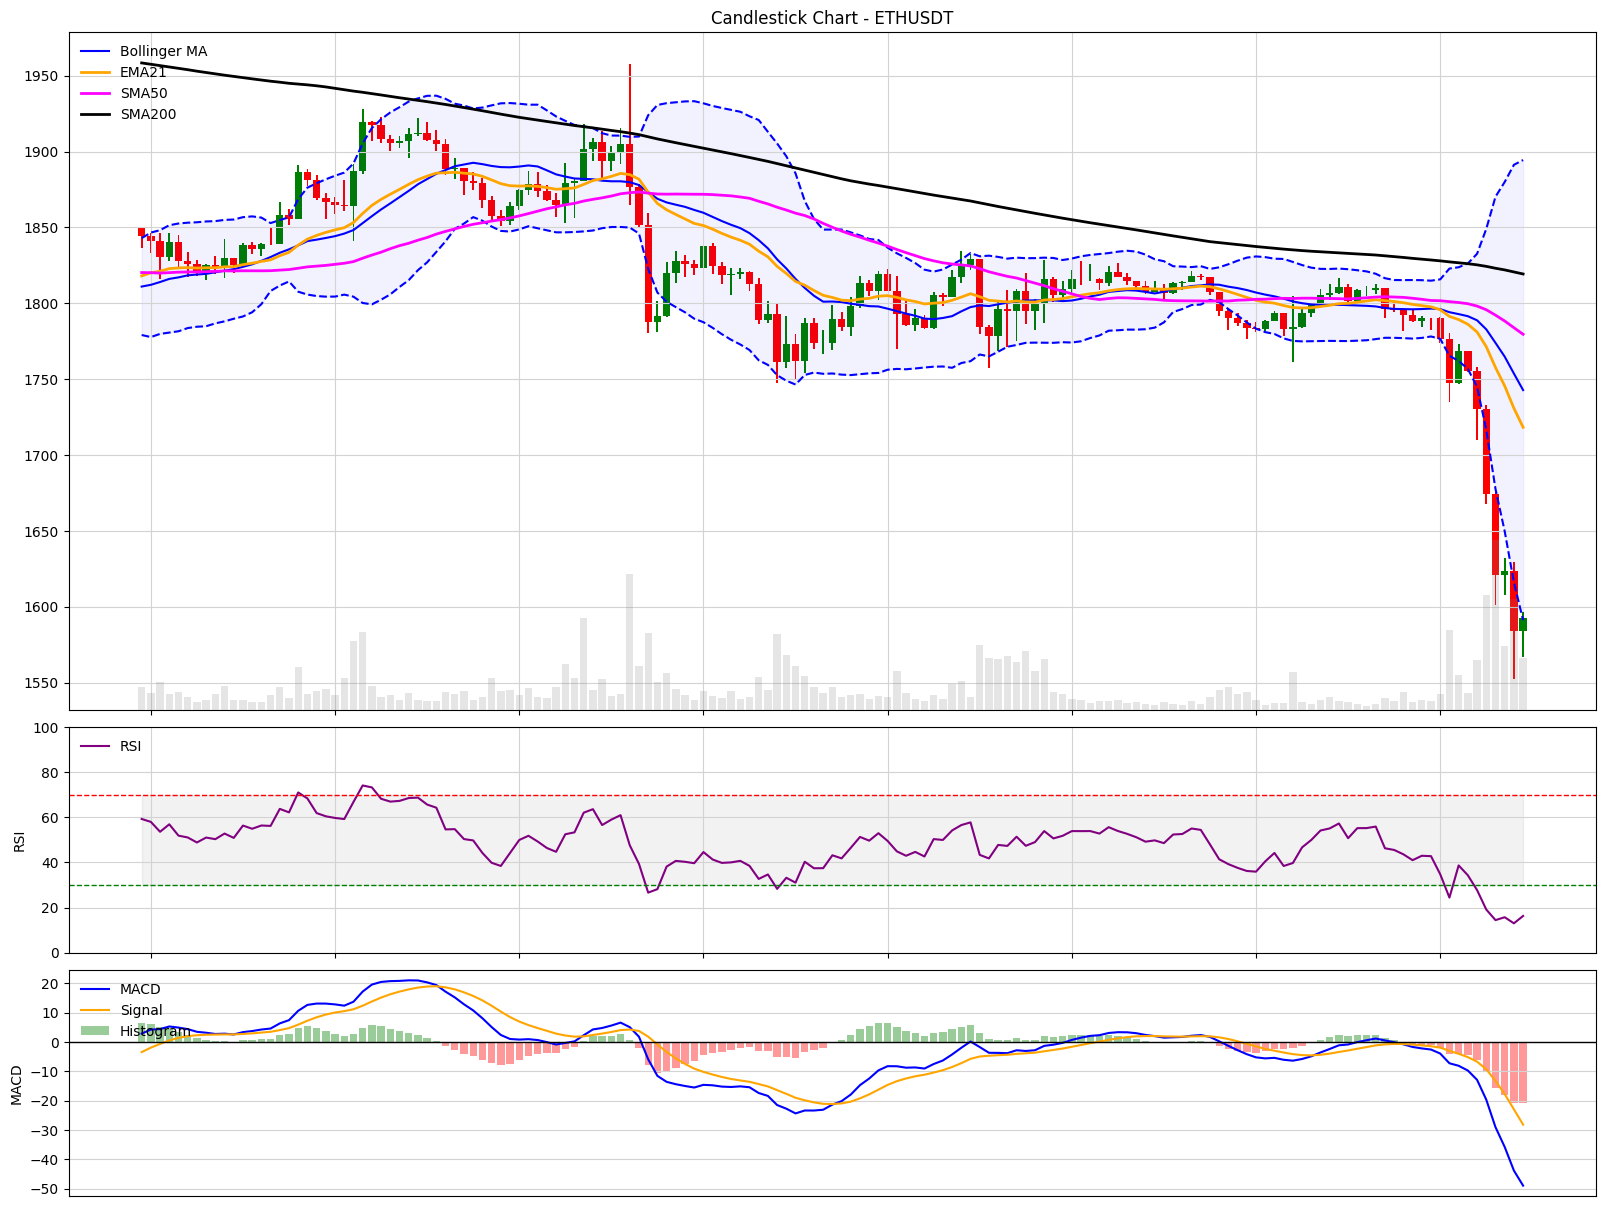 Candlestick Chart - ETHUSDT
Bollinger MA
EMA21
SMA50
SMA200
1950
1900
1850
1800
1750
1700
1650
1600
1550
RSI
RSI
100
80
60
40
20
0
MACD
Signal
Histogram
MACD
20
10
0
−10
−20
−30
−40
−50